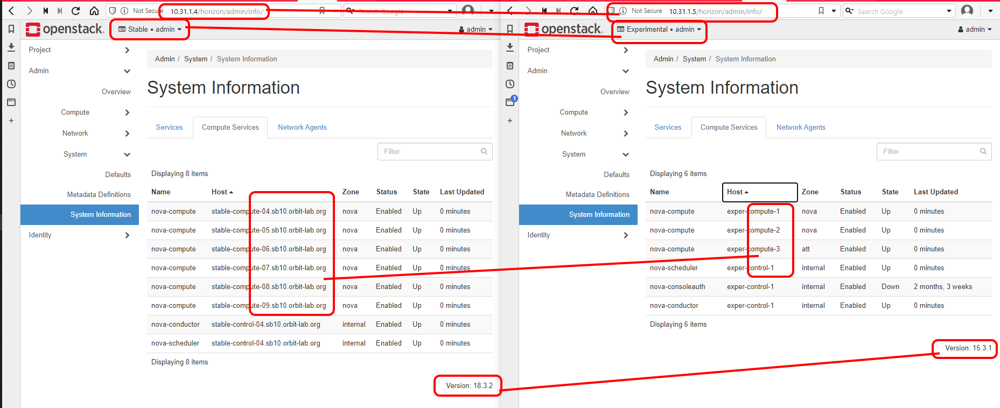 Not Secure 10.31.1.4/horizon/admin/info/ Search Google
openstack. Stable • admin admin
Project
Admin
Overview
Compute
Network
System
Defaults
Metadata Definitions
System Information
Identity
Admin / System / System Information
System Information
Services Compute Services Network Agents
Filter
Displaying 8 items
Name Host Zone Status State Last Updated
nova-compute stable-compute-04.sb10.orbit-lab.org nova Enabled Up 0 minutes
nova-compute stable-compute-05.sb10.orbit-lab.org nova Enabled Up 0 minutes
nova-compute stable-compute-06.sb10.orbit-lab.org nova Enabled Up 0 minutes
nova-compute stable-compute-07.sb10.orbit-lab.org nova Enabled Up 0 minutes
nova-compute stable-compute-08.sb10.orbit-lab.org nova Enabled Up 0 minutes
nova-compute stable-compute-09.sb10.orbit-lab.org nova Enabled Up 0 minutes
nova-conductor stable-control-04.sb10.orbit-lab.org internal Enabled Up 0 minutes
nova-scheduler stable-control-04.sb10.orbit-lab.org internal Enabled Up 0 minutes
Displaying 8 items
Version: 18.3.2
Not Secure 10.31.1.5/horizon/admin/info/ Search Google
openstack. Experimental • admin admin
1
Project
Admin
Overview
Compute
Network
System
Defaults
Metadata Definitions
System Information
Identity
Admin / System / System Information
System Information
Services Compute Services Network Agents
Filter
Displaying 6 items
Name Host Zone Status State Last Updated
nova-compute exper-compute-1 nova Enabled Up 0 minutes
nova-compute exper-compute-2 nova Enabled Up 0 minutes
nova-compute exper-compute-3 att Enabled Up 0 minutes
nova-scheduler exper-control-1 internal Enabled Up 0 minutes
nova-consoleauth exper-control-1 internal Enabled Down 2 months, 3 weeks
nova-conductor exper-control-1 internal Enabled Up 0 minutes
Displaying 6 items
Version: 15.3.1